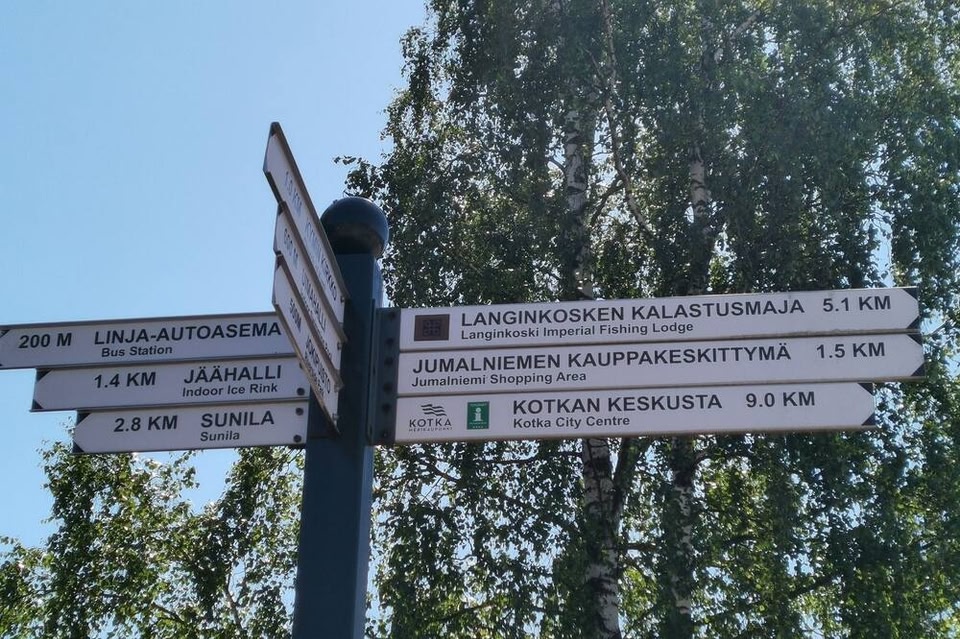 200 M LINJA-AUTOASEMA
Bus Station
1.4 KM JÄÄHALLI
Indoor Ice Rink
2.8 KM SUNILA
Sunila
UIMAHALLI
LANGINKOSKEN KALASTUSMAJA 5.1 KM
Langinkoski Imperial Fishing Lodge
JUMALNIEMEN KAUPPAKESKITTYMÄ 1.5 KM
Jumalniemi Shopping Area
KOTKA
MERIKAUPUNKI
i
KOTKAN KESKUSTA 9.0 KM
Kotka City Centre